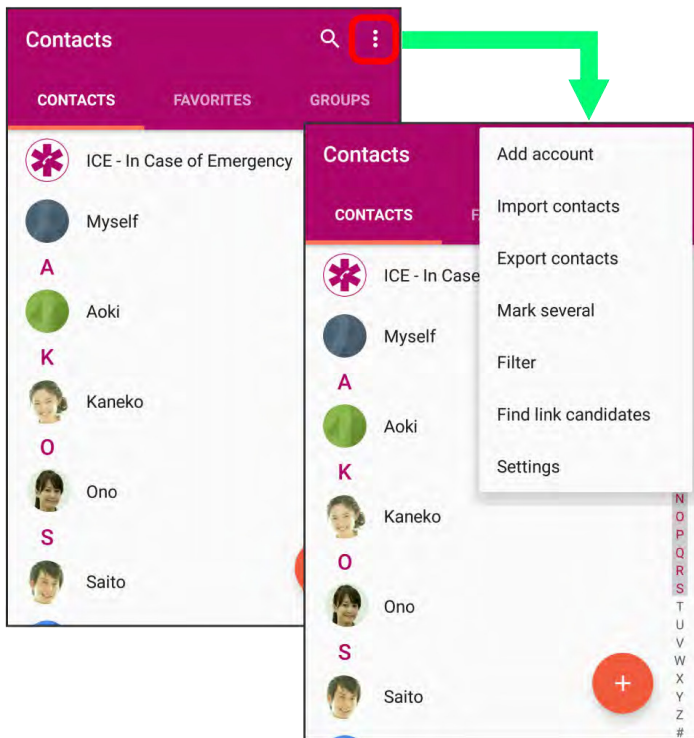 Contacts
CONTACTS FAVORITES GROUPS
ICE - In Case of Emergency
Myself
A
Aoki
K
Kaneko
O
Ono
S
Saito
Contacts
CONTACTS
ICE - In Case
Myself
A
Aoki
K
Kaneko
O
Ono
S
Saito
Add account
Import contacts
Export contacts
Mark several
Filter
Find link candidates
Settings
N
O
P
Q
R
S
T
U
V
W
X
Y
Z
#